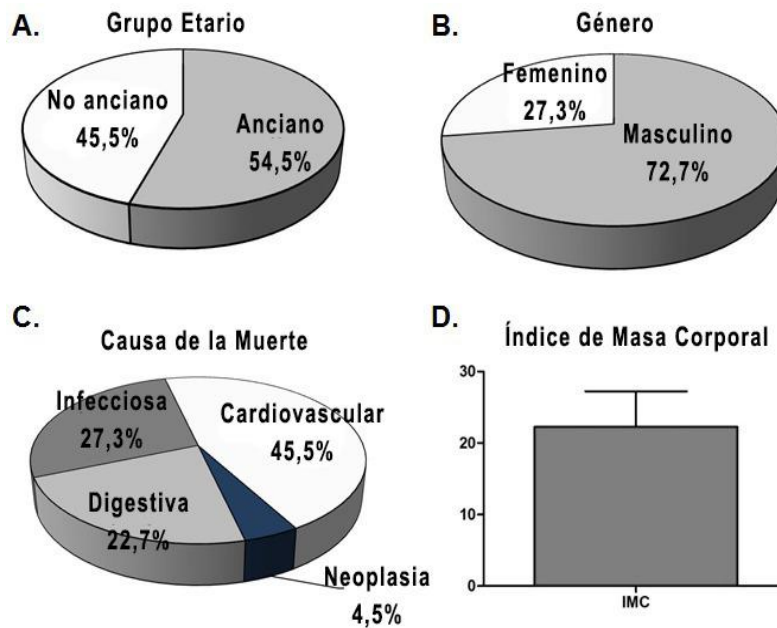 A.
Grupo Etario
No anciano
45,5%
Anciano
54,5%
B.
Género
Femenino
27,3%
Masculino
72,7%
C.
Causa de la Muerte
Infecciosa
27,3%
Cardiovascular
45,5%
Digestiva
22,7%
Neoplasia
4,5%
D.
Índice de Masa Corporal
30
20
10
0
IMC